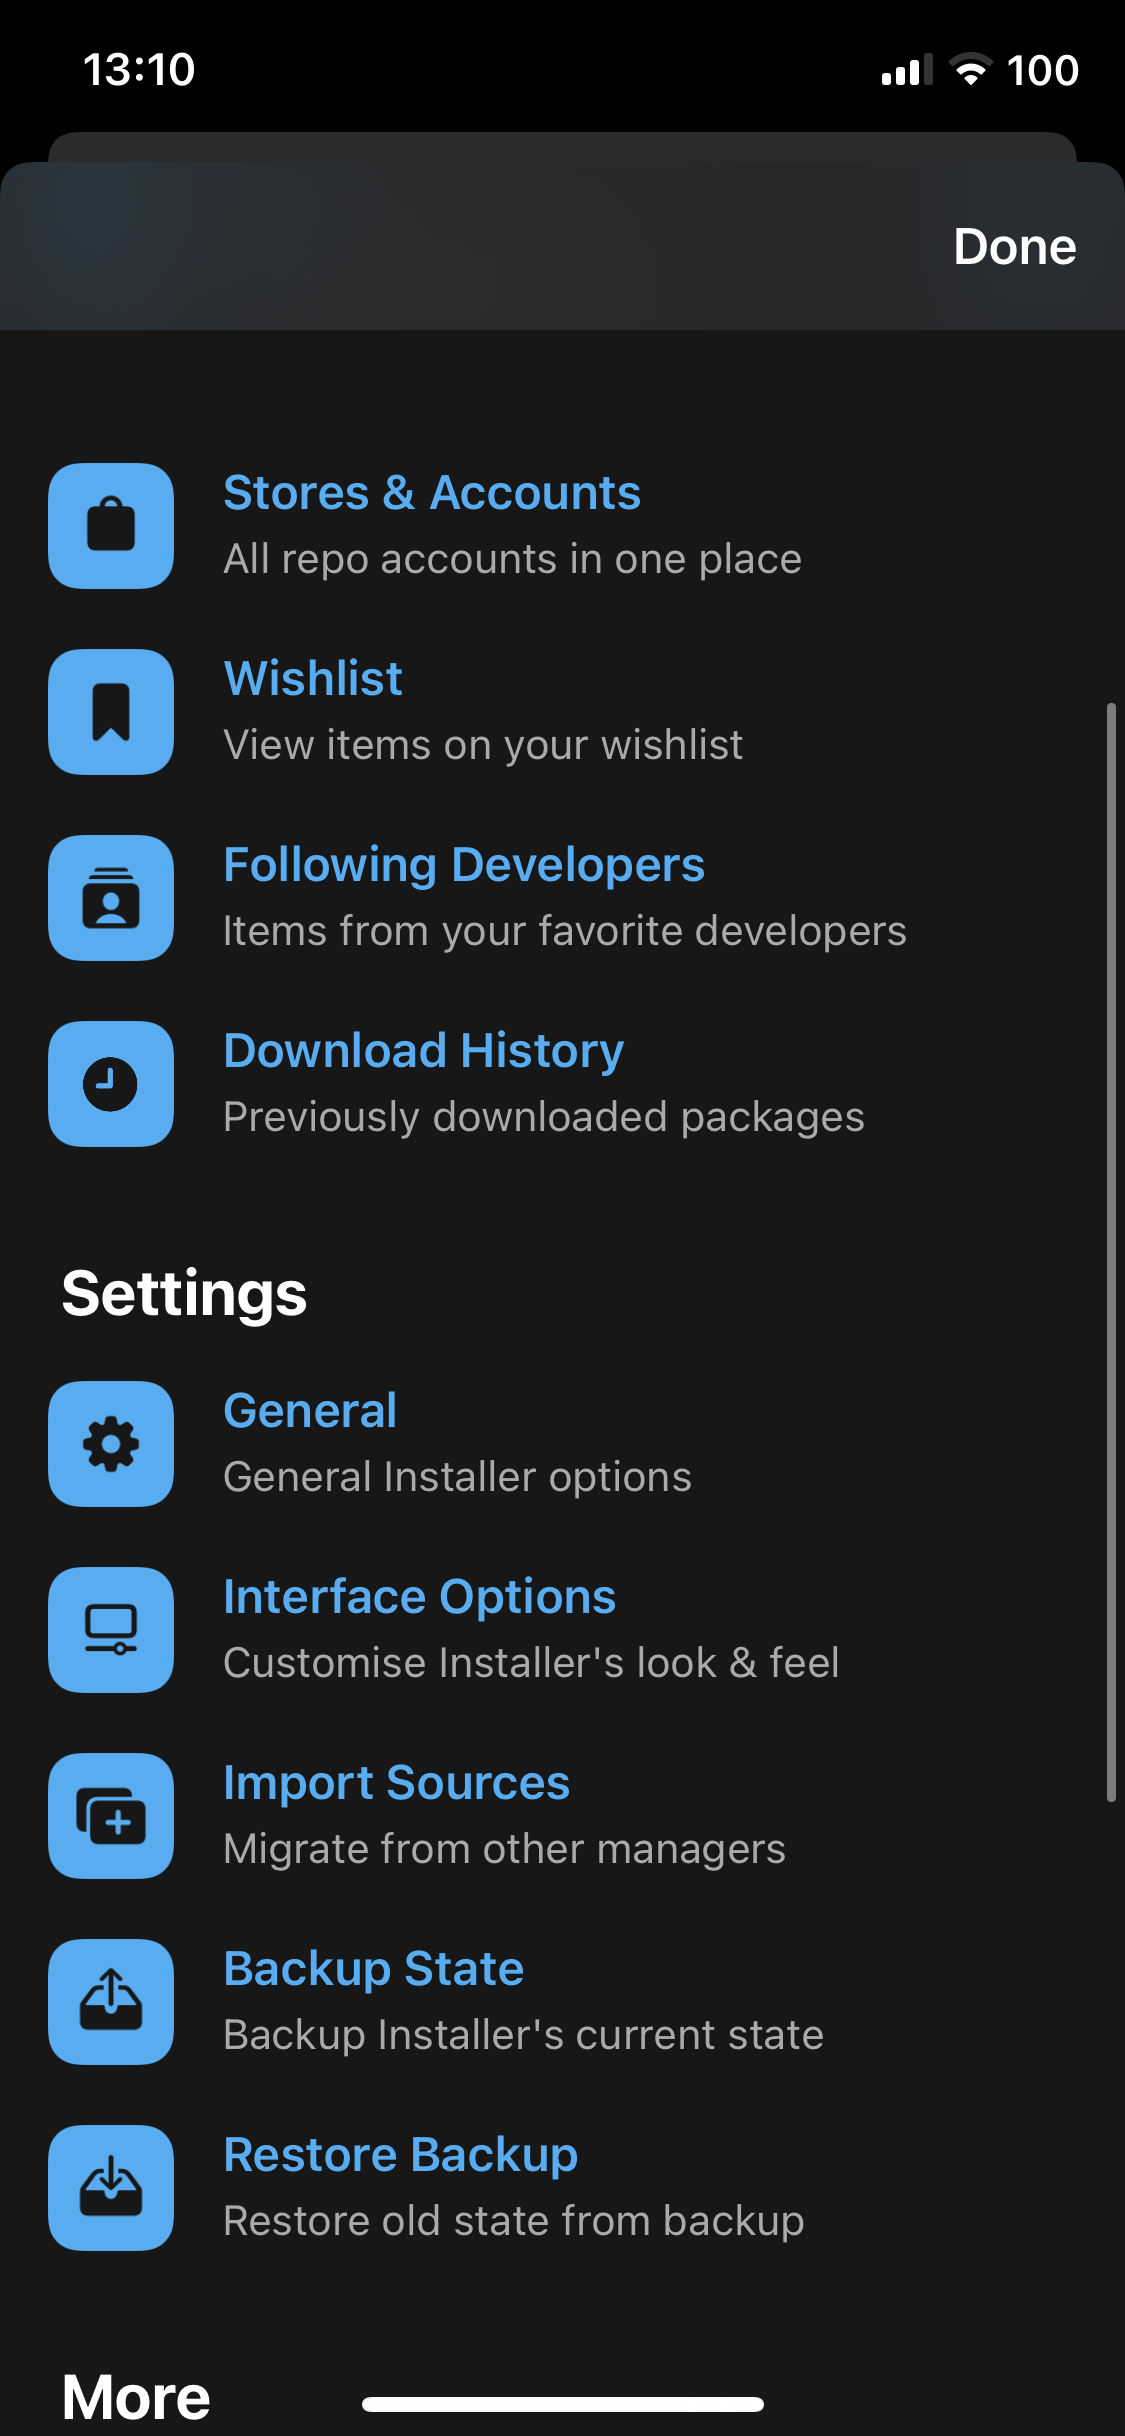 13:10
100
Done
Stores & Accounts
All repo accounts in one place
Wishlist
View items on your wishlist
Following Developers
Items from your favorite developers
Download History
Previously downloaded packages
Settings
General
General Installer options
Interface Options
Customise Installer's look & feel
Import Sources
Migrate from other managers
Backup State
Backup Installer's current state
Restore Backup
Restore old state from backup
More